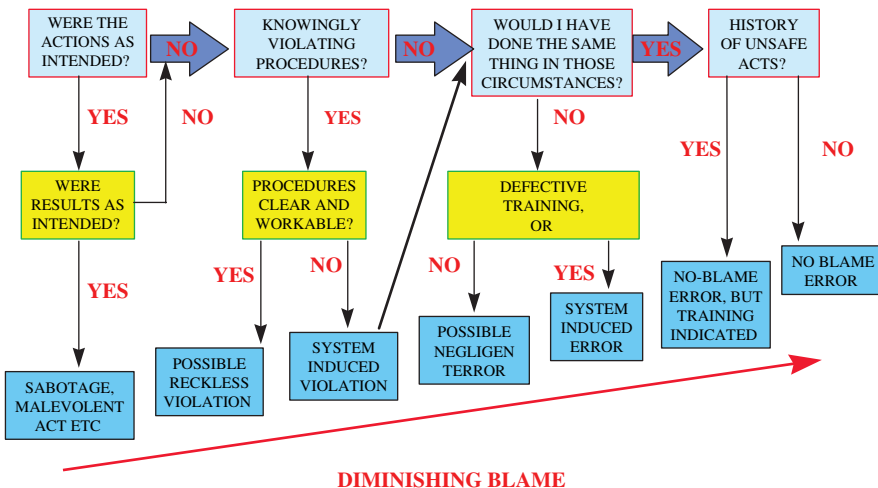 WERE THE
ACTIONS AS
INTENDED?
NO
KNOWINGLY
VIOLATING
PROCEDURES?
NO
WOULD I HAVE
DONE THE SAME
THING IN THOSE
CIRCUMSTANCES?
YES
HISTORY
OF UNSAFE
ACTS?
YES
NO
YES
NO
YES
NO
WERE
RESULTS AS
INTENDED?
PROCEDURES
CLEAR AND
WORKABLE?
DEFECTIVE
TRAINING,
OR
YES
YES
NO
NO
YES
NO-BLAME
ERROR, BUT
TRAINING
INDICATED
NO BLAME
ERROR
SABOTAGE,
MALEVOLENT
ACT ETC
POSSIBLE
RECKLESS
VIOLATION
SYSTEM
INDUCED
VIOLATION
POSSIBLE
NEGLIGEN
TERROR
SYSTEM
INDUCED
ERROR
DIMINISHING BLAME